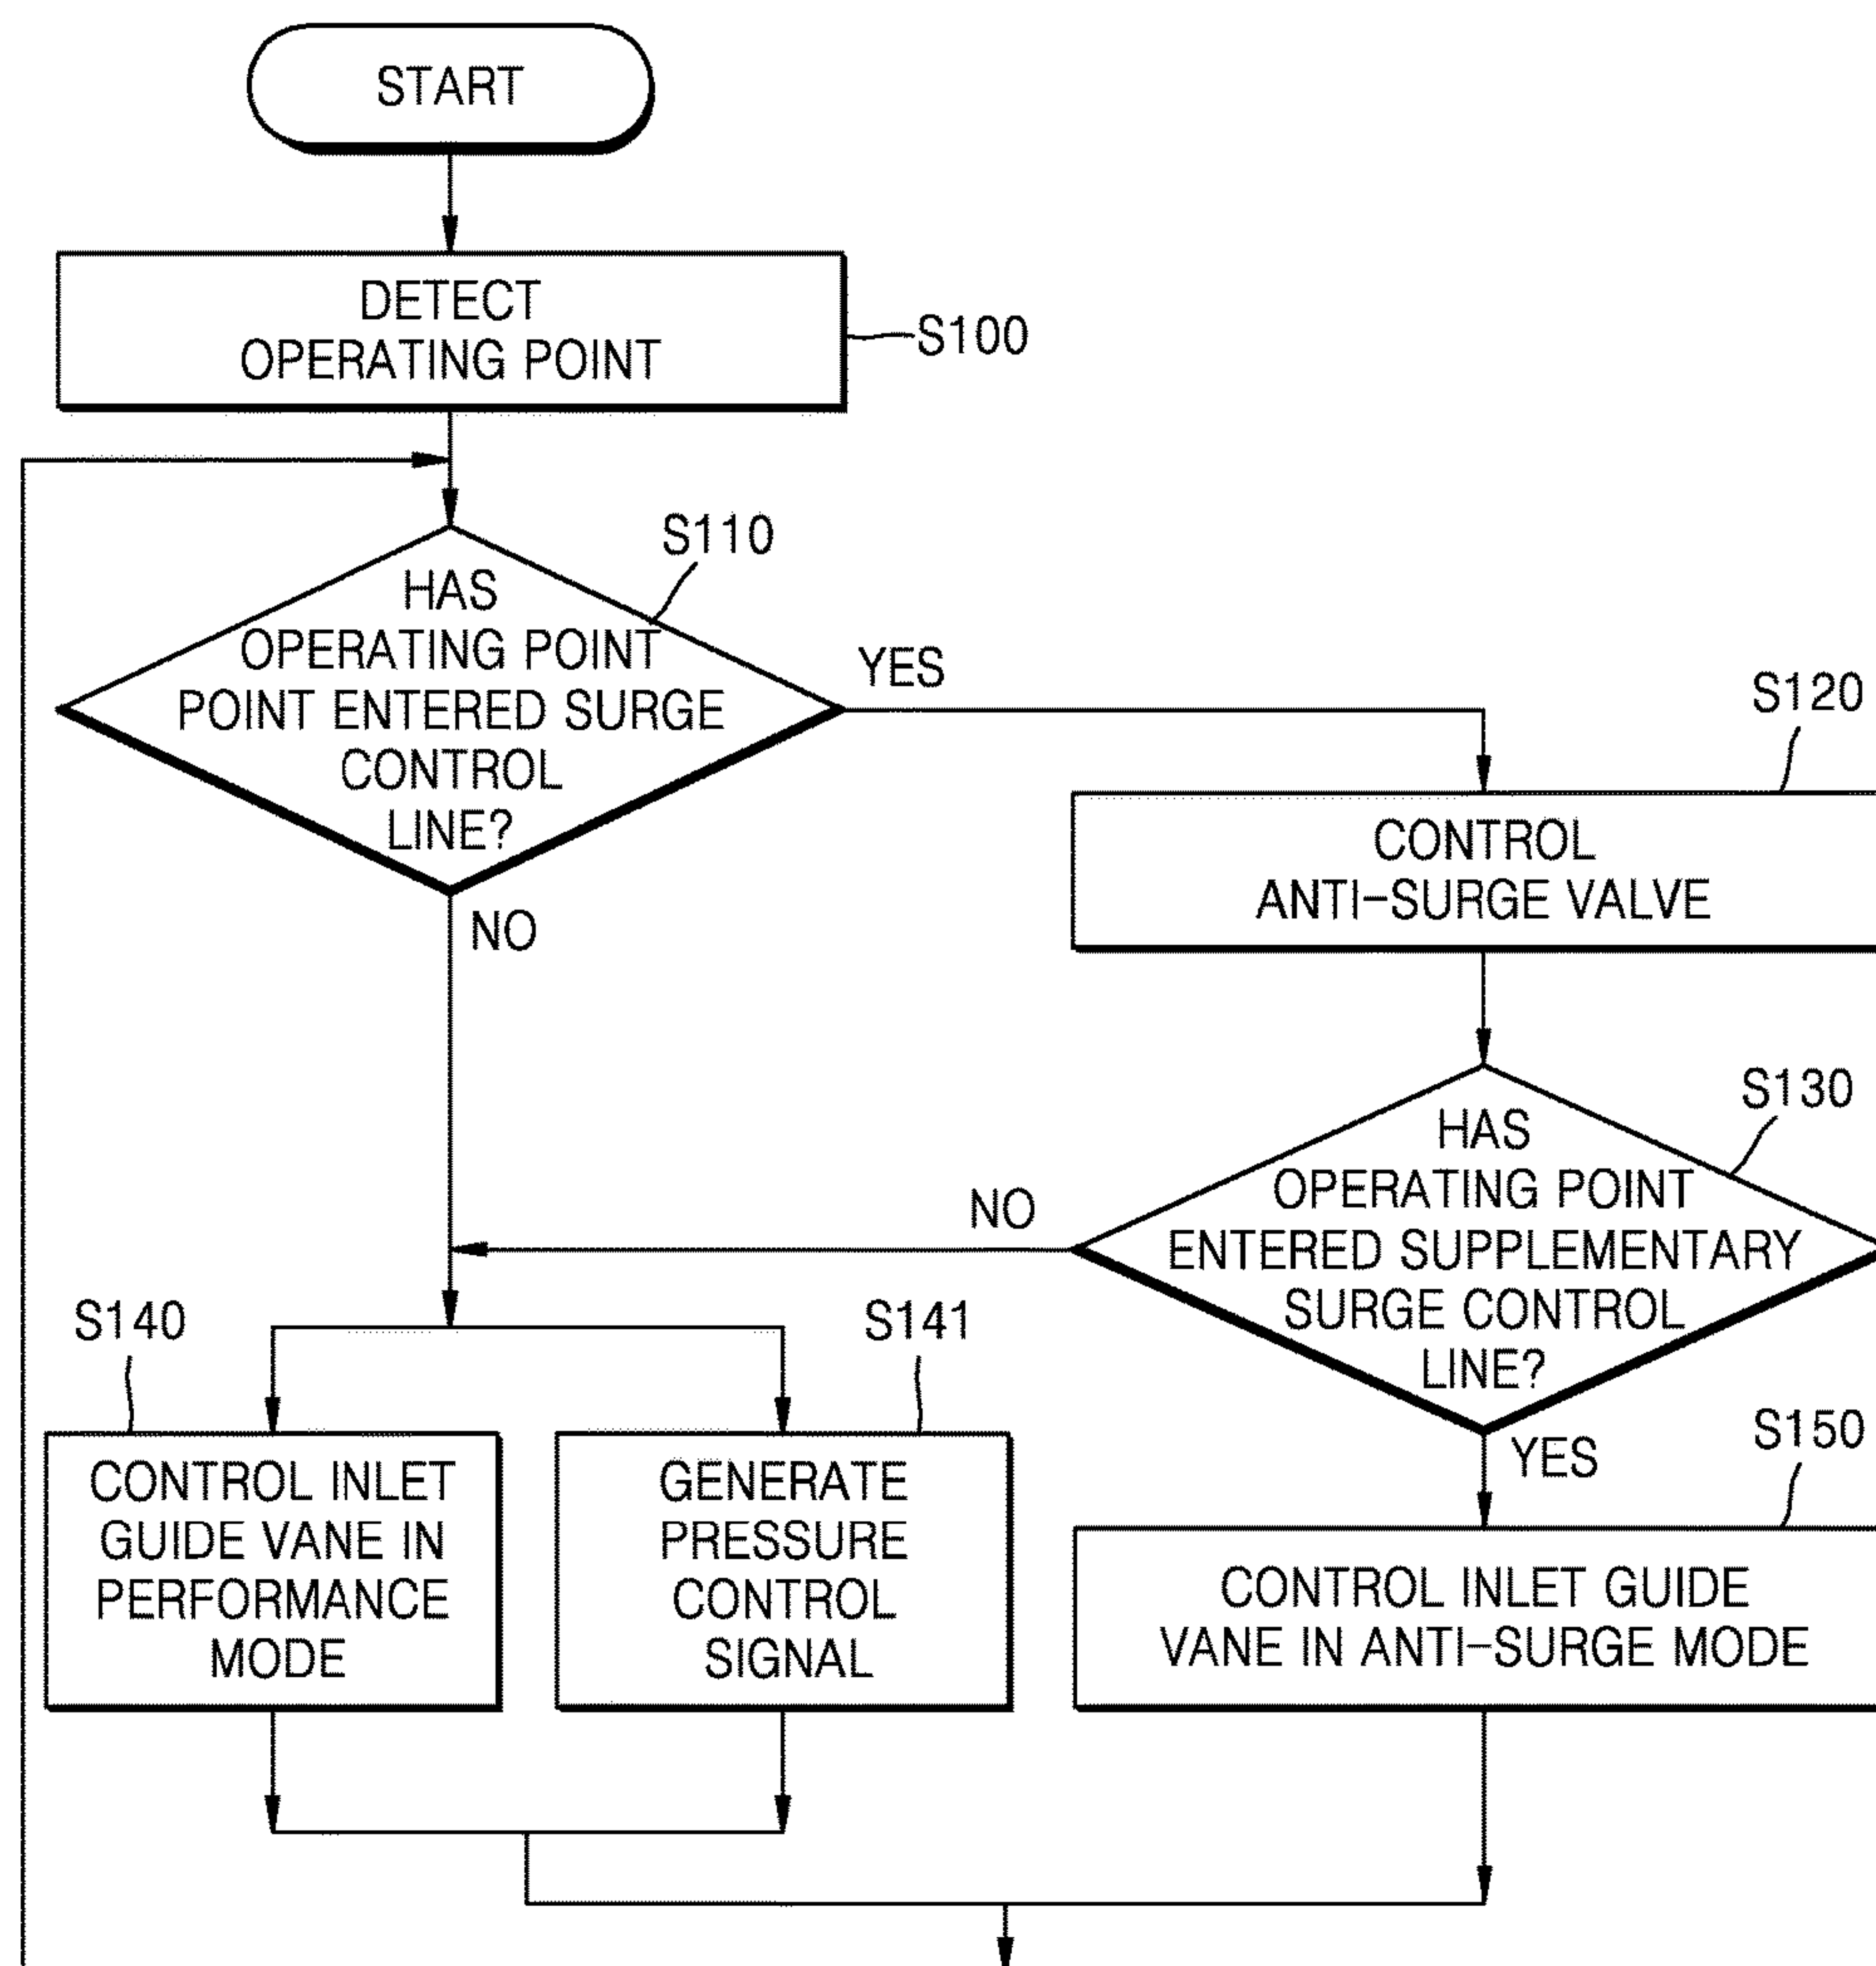 START
DETECT
OPERATING POINT
S100
S110
HAS
OPERATING POINT
POINT ENTERED SURGE
CONTROL
LINE?
YES
NO
S120
CONTROL
ANTI-SURGE VALVE
S130
HAS
OPERATING POINT
ENTERED SUPPLEMENTARY
SURGE CONTROL
LINE?
NO
YES
S140
CONTROL INLET
GUIDE VANE IN
PERFORMANCE
MODE
S141
GENERATE
PRESSURE
CONTROL
SIGNAL
S150
CONTROL INLET GUIDE
VANE IN ANTI-SURGE MODE